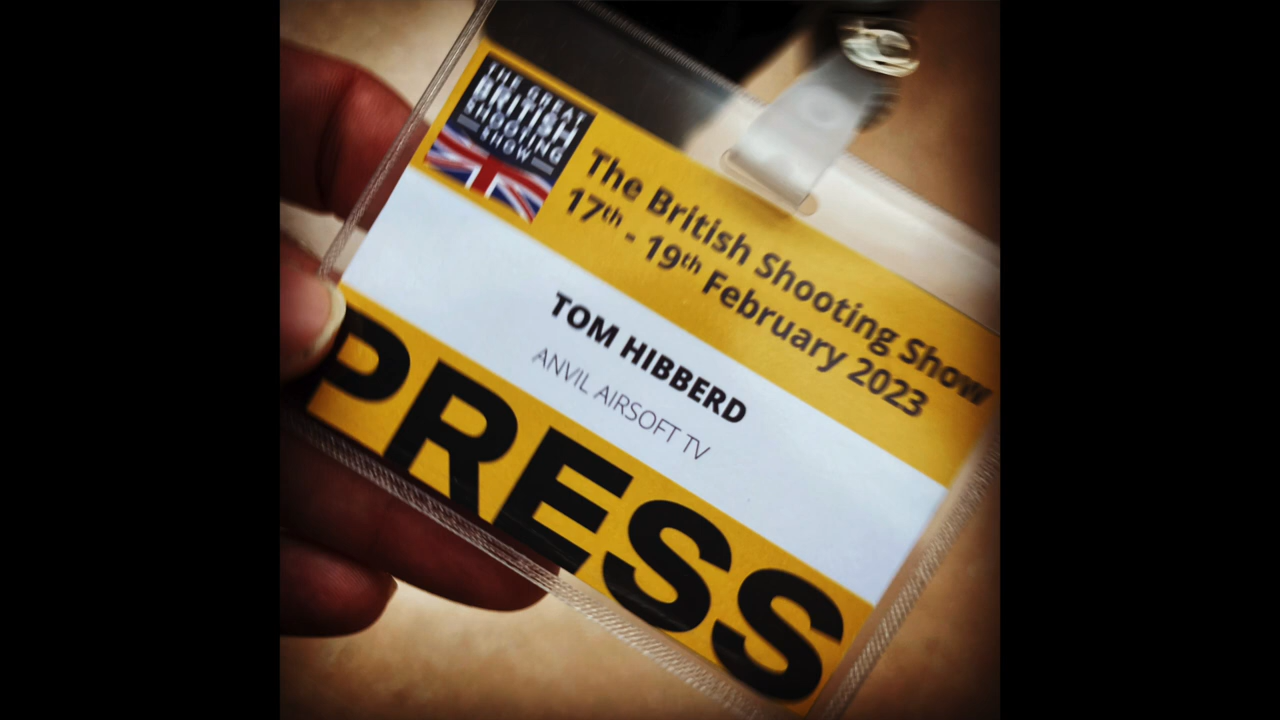 THE GREAT
BRITISH
SHOOTING
SHOW
The British Shooting Show
17th - 19th February 2023
TOM HIBBERD
ANVIL AIRSOFT TV
PRESS